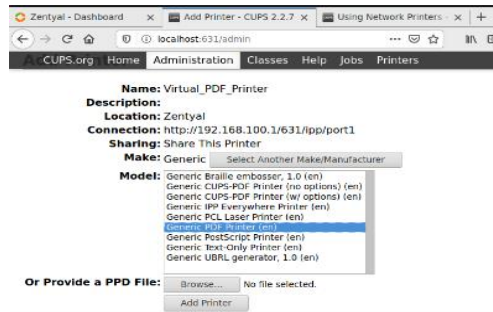 Zentyal - Dashboard × Add Printer - CUPS 2.2.7 × Using Network Printers - × +
localhost:631/admin
CUPS.org Home Administration Classes Help Jobs Printers
Name: Virtual_PDF_Printer
Description:
Location: Zentyal
Connection: http://192.168.100.1/631/ipp/port1
Sharing: Share This Printer
Make: Generic Select Another Make/Manufacturer
Model: Generic Braille embosser, 1.0 (en)
Generic CUPS-PDF Printer (no options) (en)
Generic CUPS-PDF Printer (w/ options) (en)
Generic IPP Everywhere Printer (en)
Generic PCL Laser Printer (en)
Generic PDF Printer (en)
Generic PostScript Printer (en)
Generic Text-Only Printer (en)
Generic UBRL generator, 1.0 (en)
Or Provide a PPD File: Browse... No file selected.
Add Printer